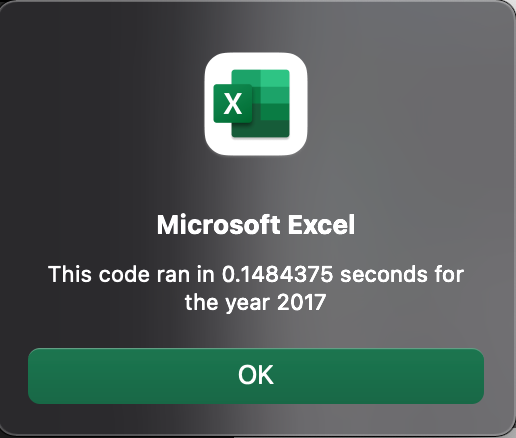 X
Microsoft Excel
This code ran in 0.1484375 seconds for
the year 2017
OK